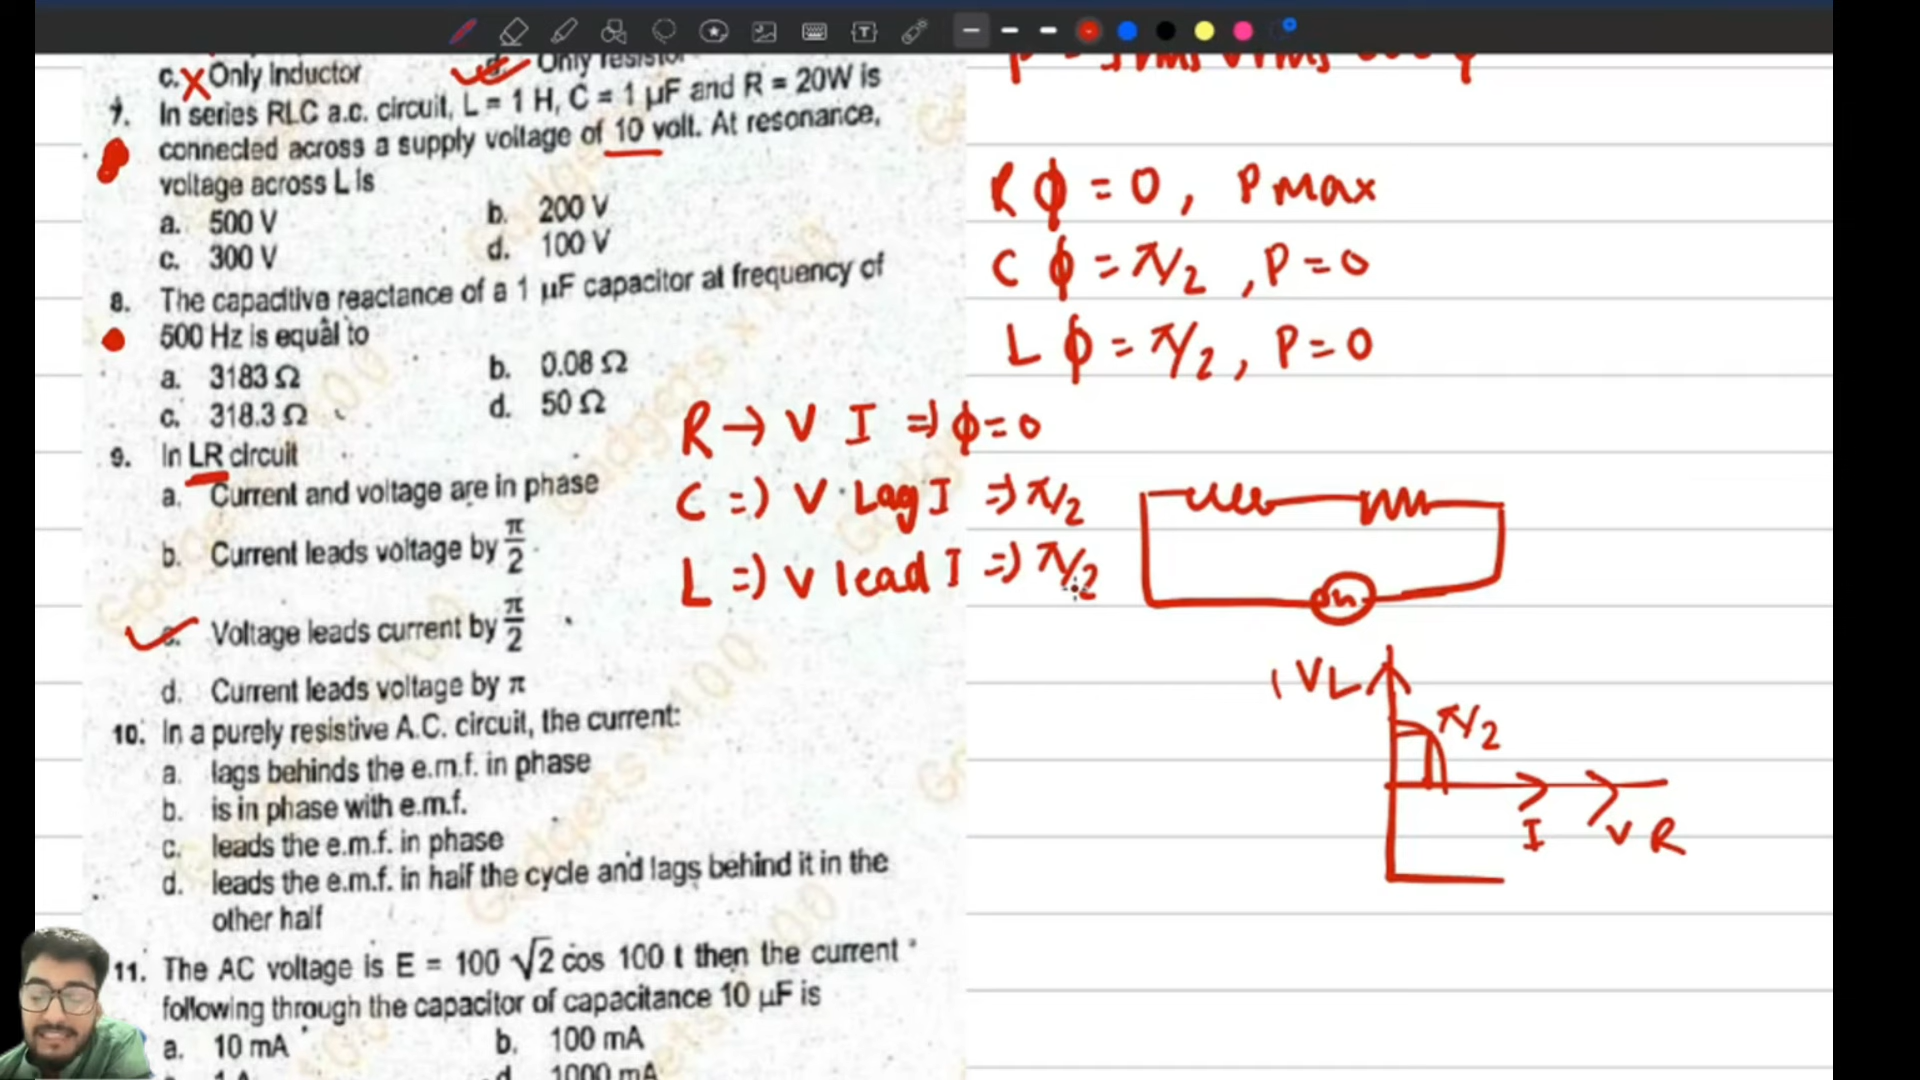 c. Only Inductor
Only resistor
7. In series RLC a.c. circuit, L = 1 H, C = 1 µF and R = 20W is
connected across a supply voltage of 10 volt. At resonance,
voltage across L is
a. 500 V b. 200 V
c. 300 V d. 100 V
8. The capacitive reactance of a 1 µF capacitor at frequency of
500 Hz is equal to
a. 3183 Ω b. 0.08 Ω
c. 318.3 Ω d. 50 Ω
9. In LR circuit
a. Current and voltage are in phase
b. Current leads voltage by π/2
c. Voltage leads current by π/2
d. Current leads voltage by π
10. In a purely resistive A.C. circuit, the current:
a. lags behinds the e.m.f. in phase
b. is in phase with e.m.f.
c. leads the e.m.f. in phase
d. leads the e.m.f. in half the cycle and lags behind it in the
other half
11. The AC voltage is E = 100 √2 cos 100 t then the current
following through the capacitor of capacitance 10 µF is
a. 10 mA b. 100 mA
1 A d. 1000 mA
R ϕ = 0, P max
C ϕ = π/2, P = 0
L ϕ = π/2, P = 0
R → V I ⇒ ϕ = 0
C ⇒ V Lag I ⇒ π/2
L ⇒ V lead I ⇒ π/2
VL
π/2
I
VR
Gadgets x 100